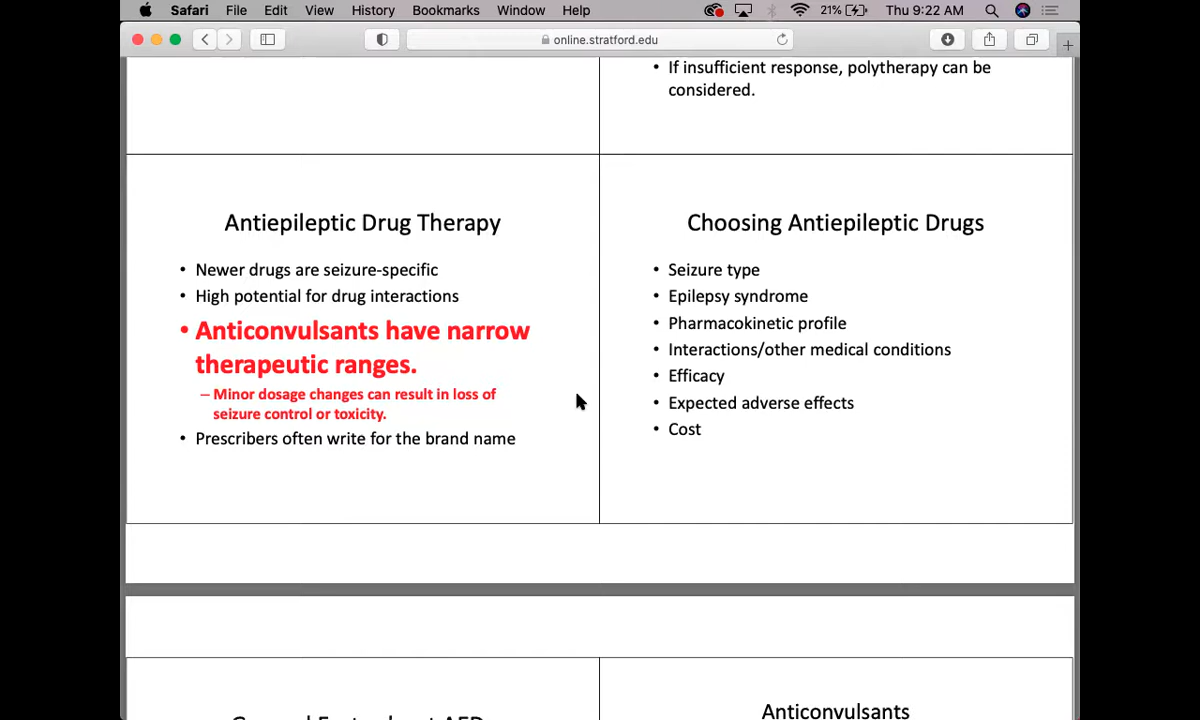 Safari File Edit View History Bookmarks Window Help 21% Thu 9:22 AM
online.stratford.edu
• If insufficient response, polytherapy can be
considered.
Antiepileptic Drug Therapy
• Newer drugs are seizure-specific
• High potential for drug interactions
• Anticonvulsants have narrow
therapeutic ranges.
– Minor dosage changes can result in loss of
seizure control or toxicity.
• Prescribers often write for the brand name
Choosing Antiepileptic Drugs
• Seizure type
• Epilepsy syndrome
• Pharmacokinetic profile
• Interactions/other medical conditions
• Efficacy
• Expected adverse effects
• Cost
Anticonvulsants